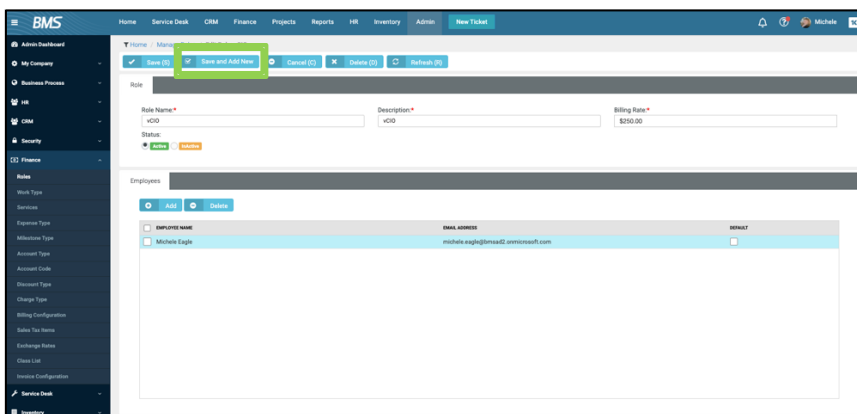 BMS Home Service Desk CRM Finance Projects Reports HR Inventory Admin New Ticket Michele
Admin Dashboard
My Company
Business Process
HR
CRM
Security
Finance
Roles
Work Type
Services
Expense Type
Milestone Type
Account Type
Account Code
Discount Type
Charge Type
Billing Configuration
Sales Tax Items
Exchange Rates
Class List
Invoice Configuration
Service Desk
Inventory
Home /
Save (S) Save and Add New Cancel (C) Delete (D) Refresh (R)
Role
Role Name:* Description:* Billing Rate:*
vCIO vCIO $250.00
Status:
Active InActive
Employees
Add Delete
EMPLOYEE NAME EMAIL ADDRESS DEFAULT
Michele Eagle michele.eagle@bmsad2.onmicrosoft.com